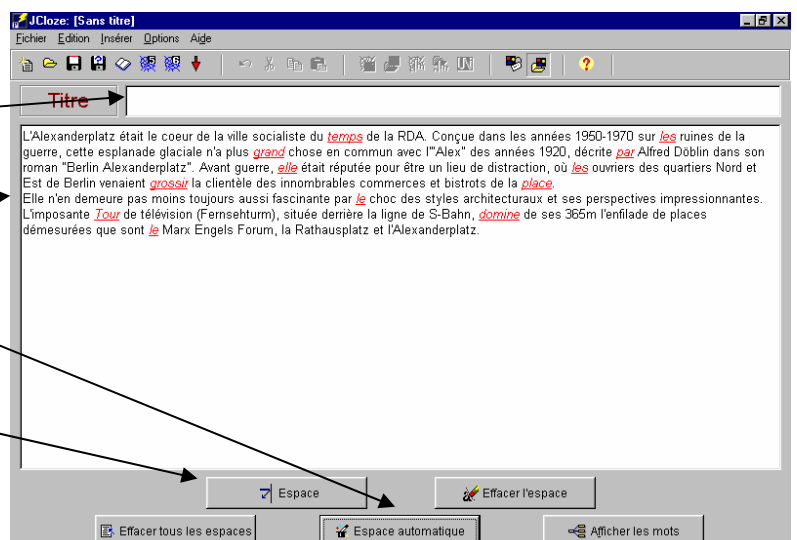 JCloze: [Sans titre]
Fichier Edition Insérer Options Aide
Titre
L'Alexanderplatz était le coeur de la ville socialiste du temps de la RDA. Conçue dans les années 1950-1970 sur les ruines de la
guerre, cette esplanade glaciale n'a plus grand chose en commun avec l'"Alex" des années 1920, décrite par Alfred Döblin dans son
roman "Berlin Alexanderplatz". Avant guerre, elle était réputée pour être un lieu de distraction, où les ouvriers des quartiers Nord et
Est de Berlin venaient grossir la clientèle des innombrables commerces et bistrots de la place.
Elle n'en demeure pas moins toujours aussi fascinante par le choc des styles architecturaux et ses perspectives impressionnantes.
L'imposante Tour de télévision (Fernsehturm), située derrière la ligne de S-Bahn, domine de ses 365m l'enfilade de places
démesurées que sont le Marx Engels Forum, la Rathausplatz et l'Alexanderplatz.
Espace Effacer l'espace
Effacer tous les espaces Espace automatique Afficher les mots